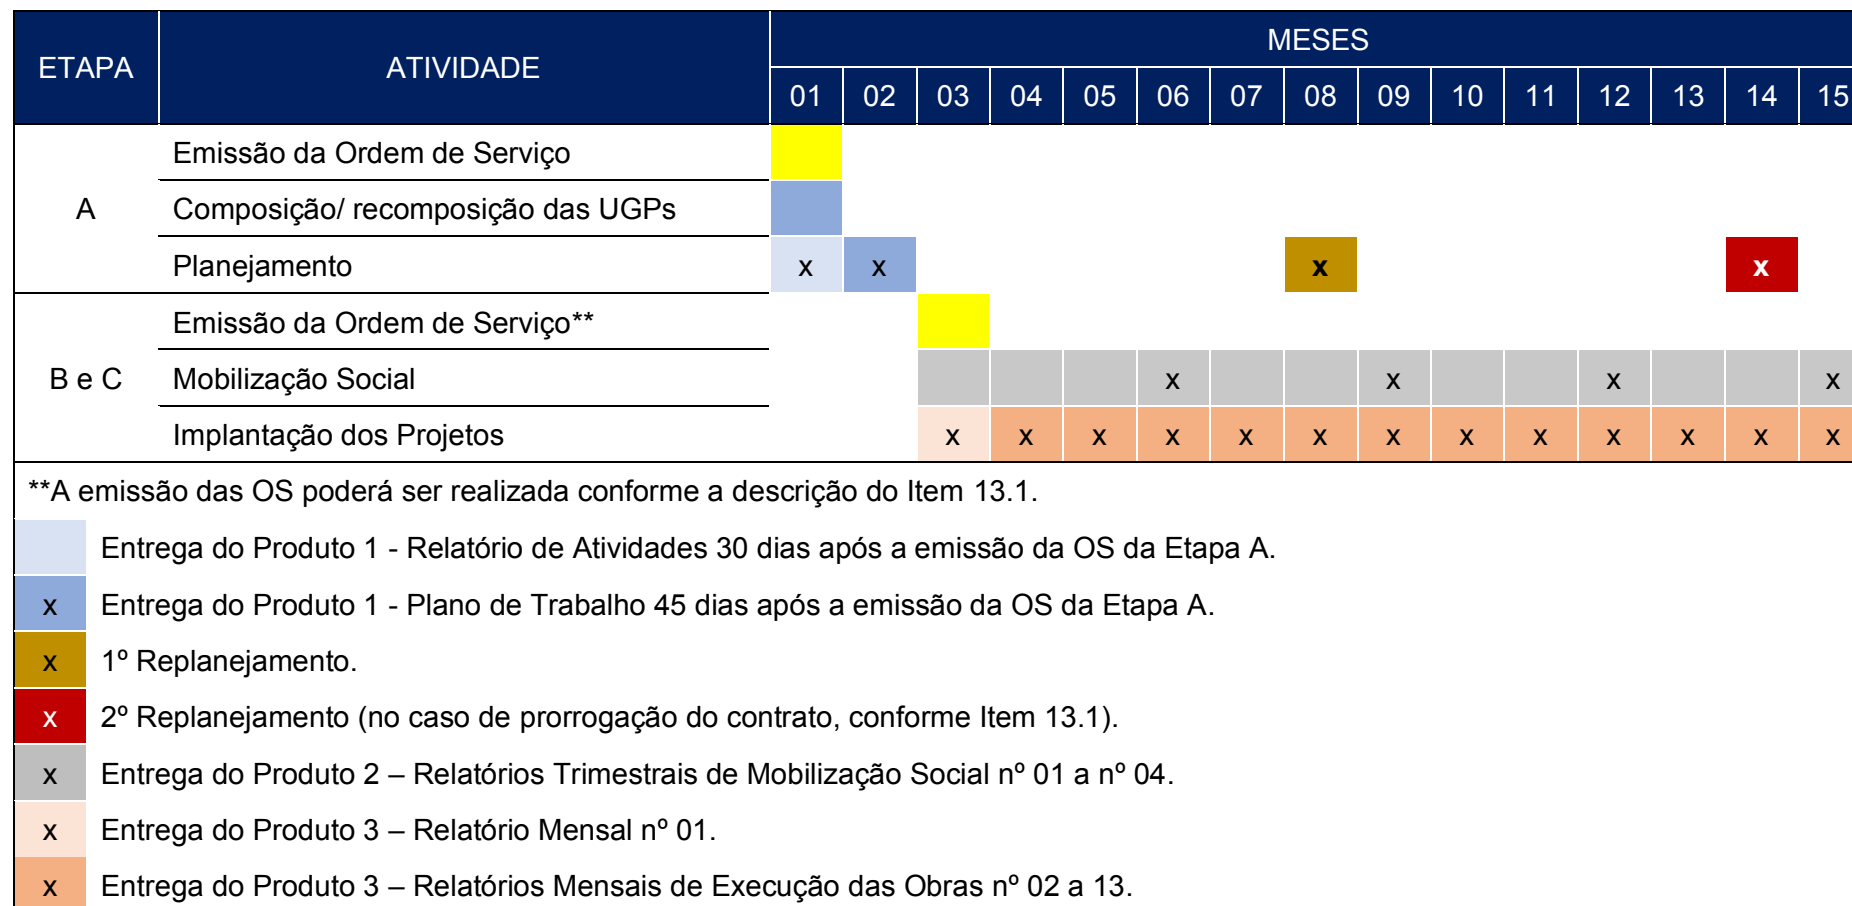 ETAPA ATIVIDADE MESES
01 02 03 04 05 06 07 08 09 10 11 12 13 14 15
A
Emissão da Ordem de Serviço
Composição/ recomposição das UGPs
Planejamento x x x x
B e C
Emissão da Ordem de Serviço**
Mobilização Social x x x x
Implantação dos Projetos x x x x x x x x x x x x x
**A emissão das OS poderá ser realizada conforme a descrição do Item 13.1.
Entrega do Produto 1 - Relatório de Atividades 30 dias após a emissão da OS da Etapa A.
x Entrega do Produto 1 - Plano de Trabalho 45 dias após a emissão da OS da Etapa A.
x 1º Replanejamento.
x 2º Replanejamento (no caso de prorrogação do contrato, conforme Item 13.1).
x Entrega do Produto 2 – Relatórios Trimestrais de Mobilização Social nº 01 a nº 04.
x Entrega do Produto 3 – Relatório Mensal nº 01.
x Entrega do Produto 3 – Relatórios Mensais de Execução das Obras nº 02 a 13.